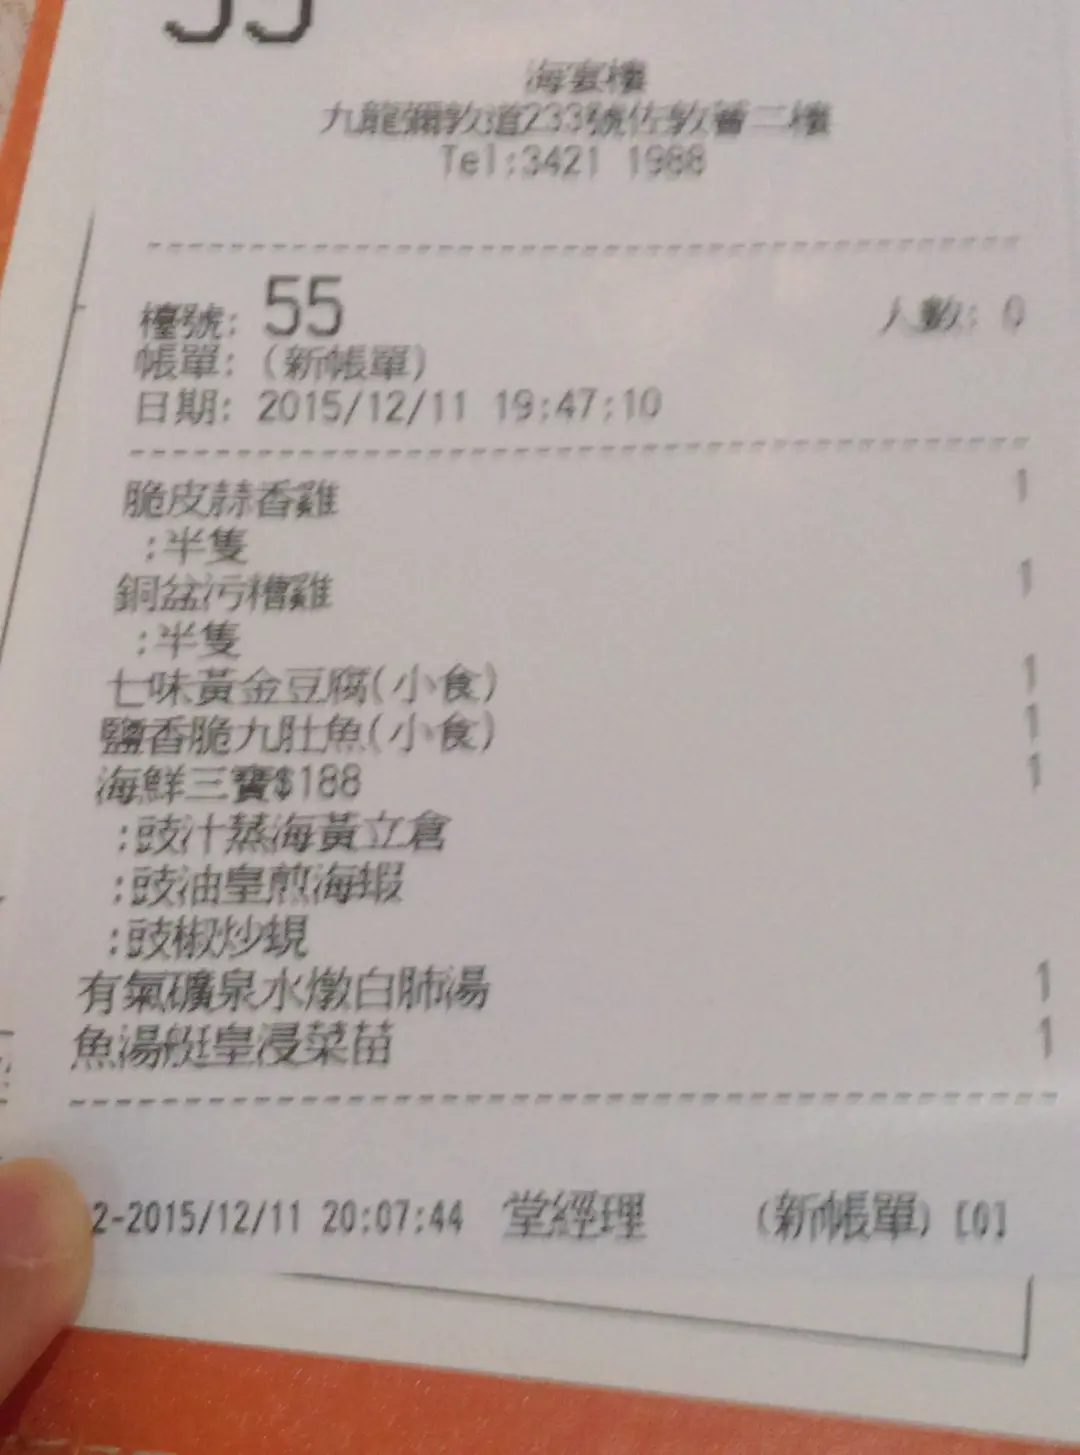 55
海宴樓
九龍彌敦道233號佐敦薈二樓
Tel:3421 1988
檯號: 55 人數: 0
帳單: (新帳單)
日期: 2015/12/11 19:47:10
脆皮蒜香雞 1
:半隻
銅盆污糟雞 1
:半隻
七味黃金豆腐(小食) 1
鹽香脆九肚魚(小食) 1
海鮮三寶$188 1
:豉汁蒸海黃立倉
:豉油皇煎海蝦
:豉椒炒蜆
有氣礦泉水燉白肺湯 1
魚湯艇皇浸菜苗 1
2-2015/12/11 20:07:44 堂經理 (新帳單) [0]